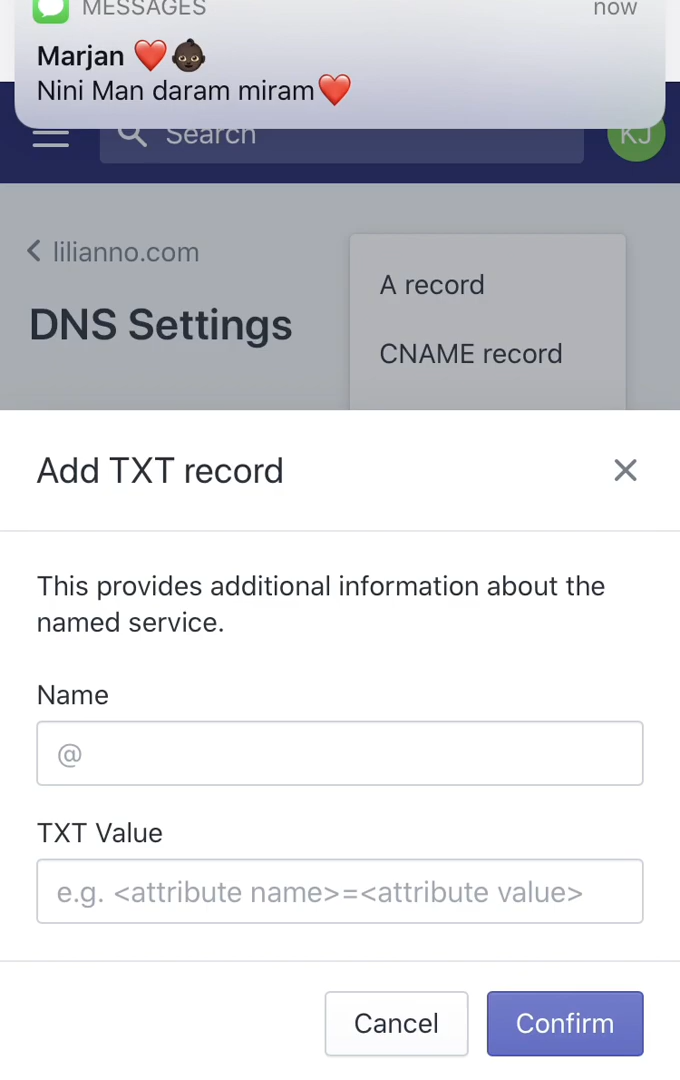 MESSAGES now
Marjan ❤️👶🏿
Nini Man daram miram❤️
Search KJ
lilianno.com
DNS Settings
A record
CNAME record
Add TXT record
This provides additional information about the
named service.
Name
@
TXT Value
e.g. <attribute name>=<attribute value>
Cancel Confirm